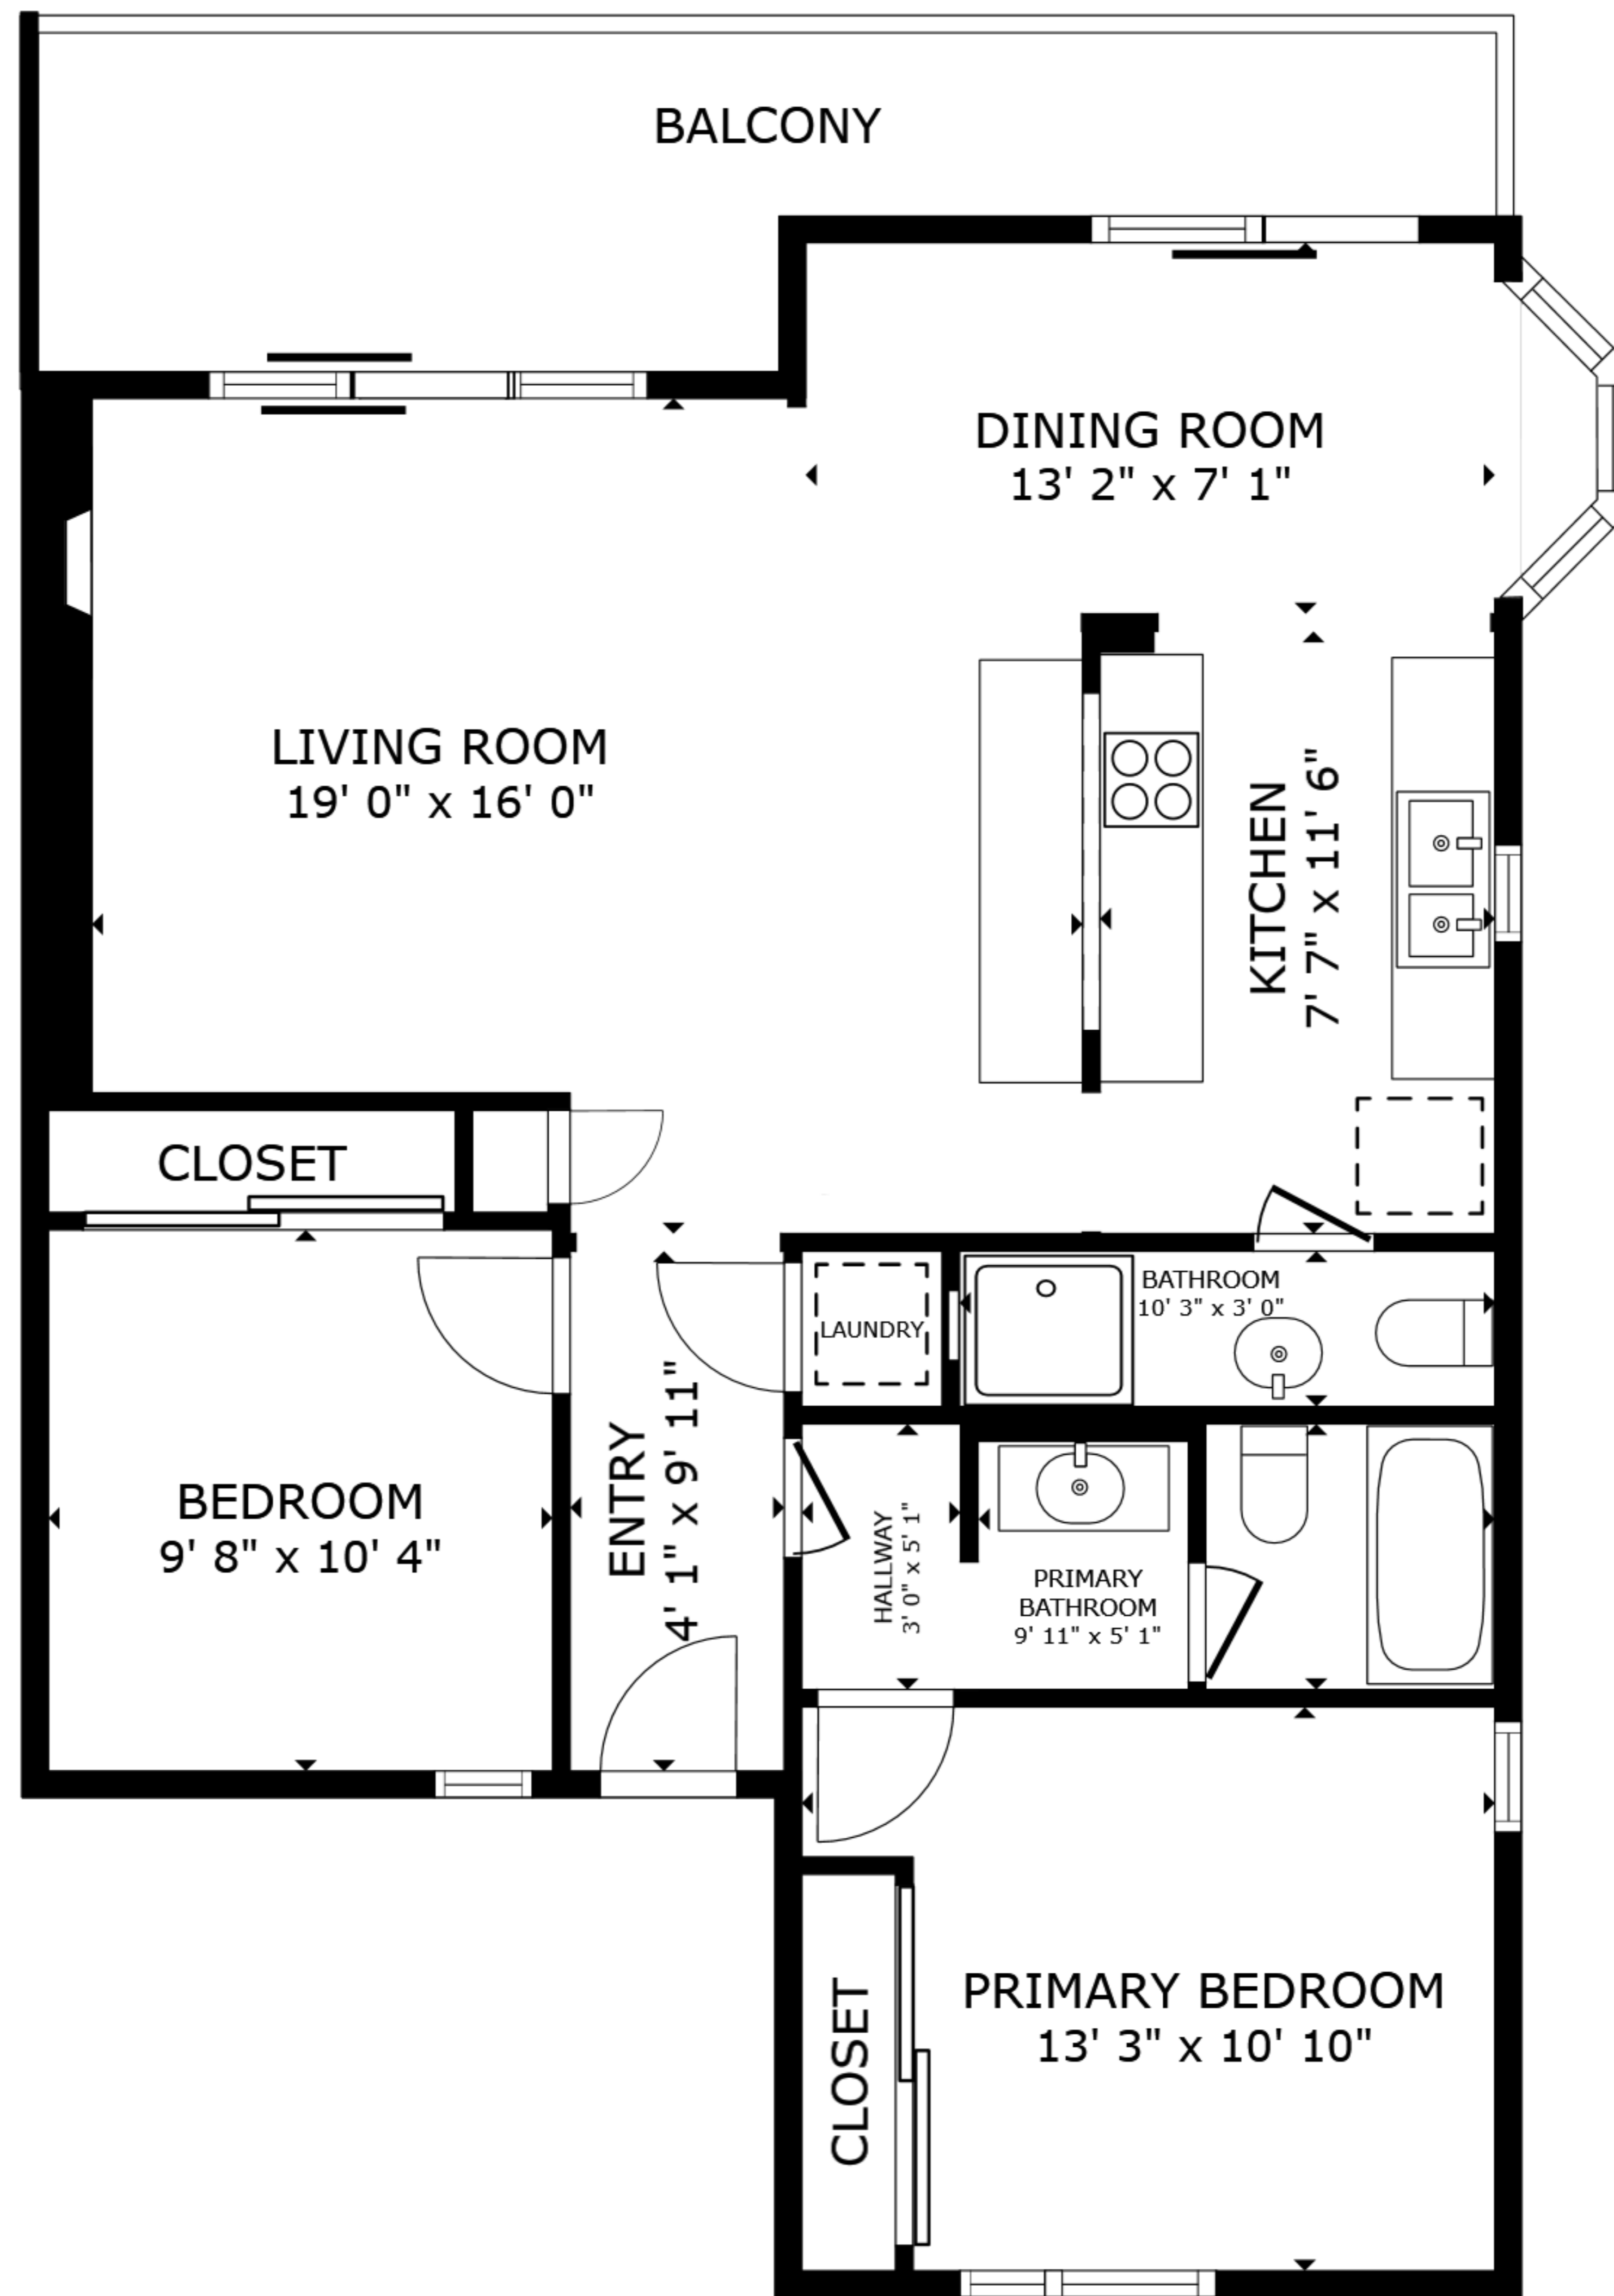 BALCONY
DINING ROOM
13' 2" x 7' 1"
LIVING ROOM
19' 0" x 16' 0"
KITCHEN
7' 7" x 11' 6"
CLOSET
BATHROOM
10' 3" x 3' 0"
LAUNDRY
BEDROOM
9' 8" x 10' 4"
ENTRY
4' 1" x 9' 11"
HALLWAY
3' 0" x 5' 1"
PRIMARY
BATHROOM
9' 11" x 5' 1"
CLOSET
PRIMARY BEDROOM
13' 3" x 10' 10"